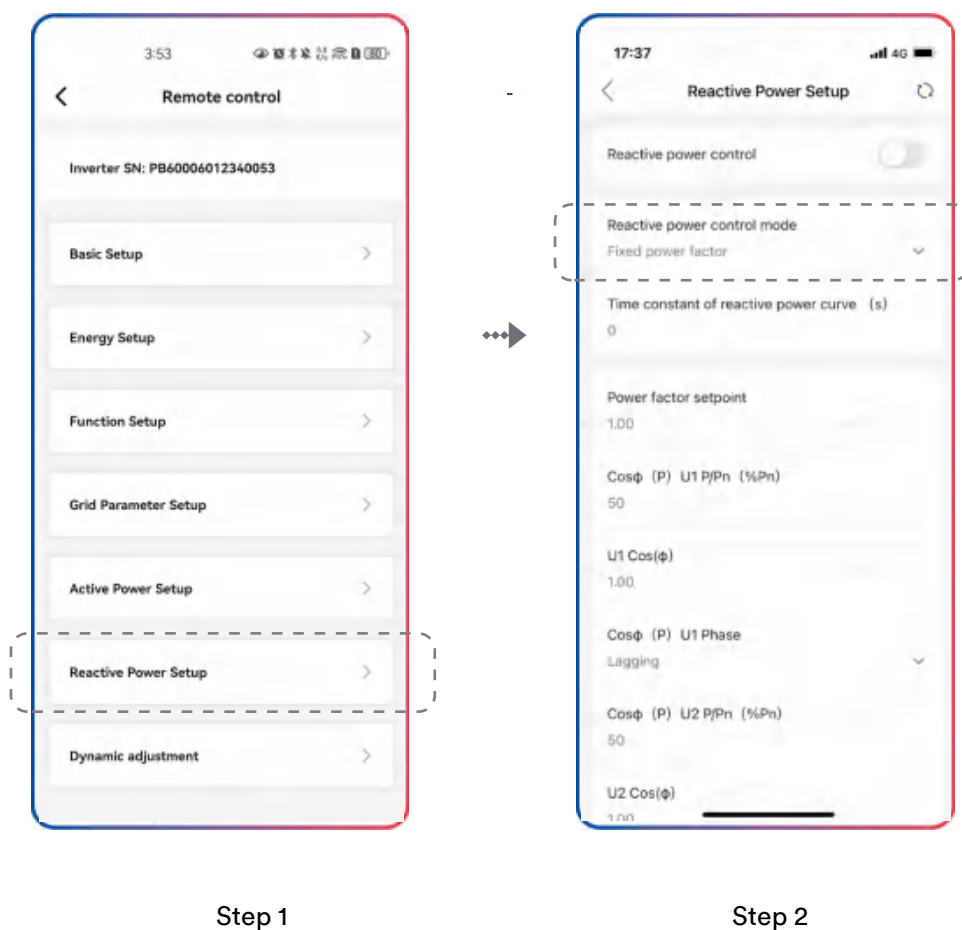 3:53
Remote control
Inverter SN: PB60006012340053
Basic Setup
Energy Setup
Function Setup
Grid Parameter Setup
Active Power Setup
Reactive Power Setup
Dynamic adjustment
Step 1
17:37
4G
Reactive Power Setup
Reactive power control
Reactive power control mode
Fixed power factor
Time constant of reactive power curve (s)
0
Power factor setpoint
1.00
Cosφ (P) U1 P/Pn (%Pn)
50
U1 Cos(φ)
1.00
Cosφ (P) U1 Phase
Lagging
Cosφ (P) U2 P/Pn (%Pn)
50
U2 Cos(φ)
1.00
Step 2